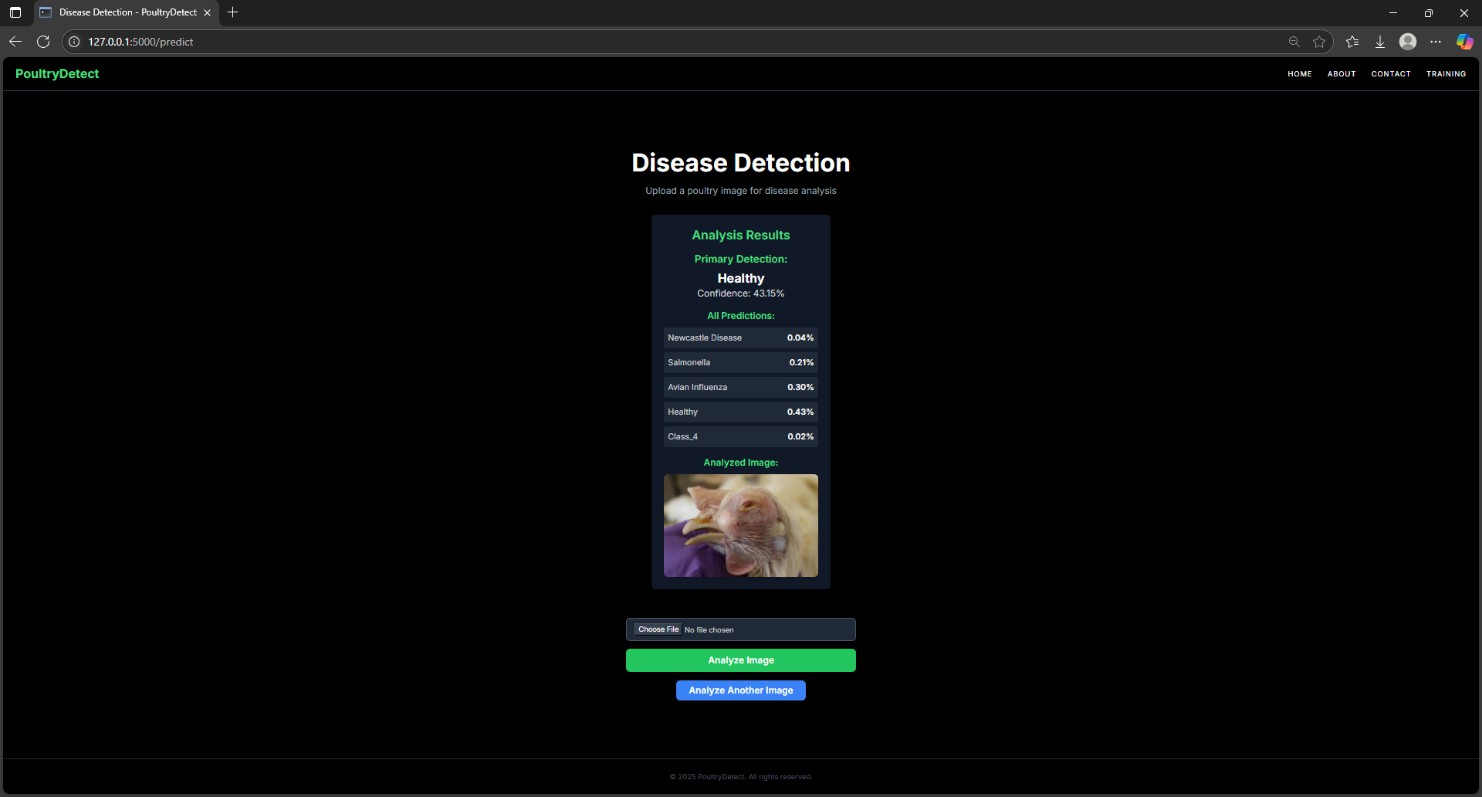 Disease Detection - PoultryDetect
127.0.0.1:5000/predict
PoultryDetect
HOME ABOUT CONTACT TRAINING
Disease Detection
Upload a poultry image for disease analysis
Analysis Results
Primary Detection:
Healthy
Confidence: 43.15%
All Predictions:
Newcastle Disease 0.04%
Salmonella 0.21%
Avian Influenza 0.30%
Healthy 0.43%
Class_4 0.02%
Analyzed Image:
Choose File No file chosen
Analyze Image
Analyze Another Image
© 2025 PoultryDetect. All rights reserved.